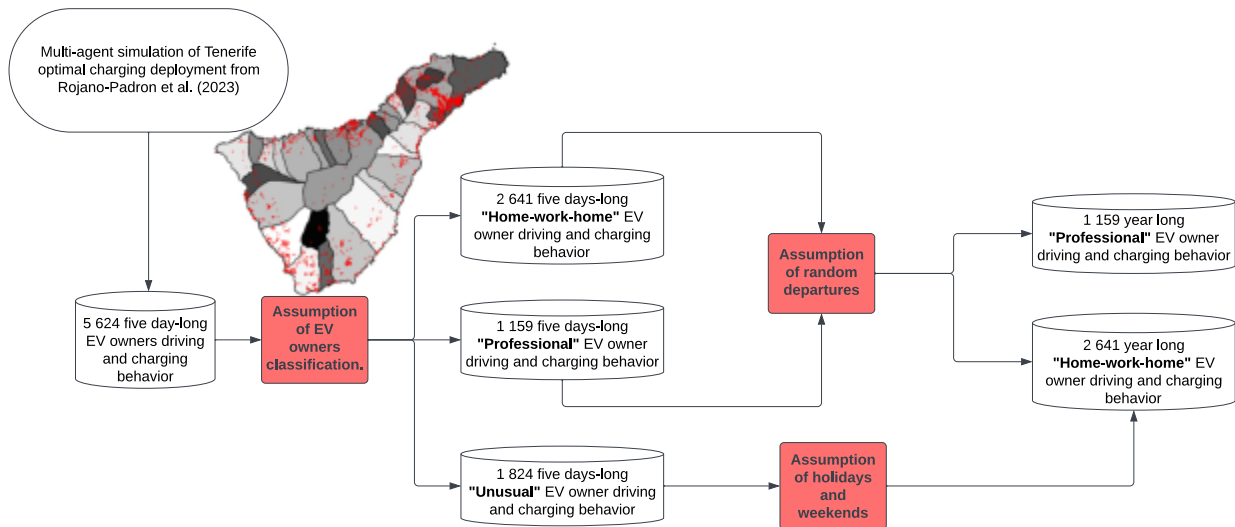 Multi-agent simulation of Tenerife
optimal charging deployment from
Rojano-Padron et al. (2023)
5 624 five day-long
EV owners driving
and charging
behavior
Assumption
of EV
owners
classification.
2 641 five days-long
"Home-work-home" EV
owner driving and charging
behavior
1 159 five days-long
"Professional" EV owner
driving and charging behavior
1 824 five days-long
"Unusual" EV owner driving
and charging behavior
Assumption
of random
departures
Assumption
of holidays
and
weekends
1 159 year long
"Professional" EV owner
driving and charging behavior
2 641 year long
"Home-work-home" EV
owner driving and charging
behavior